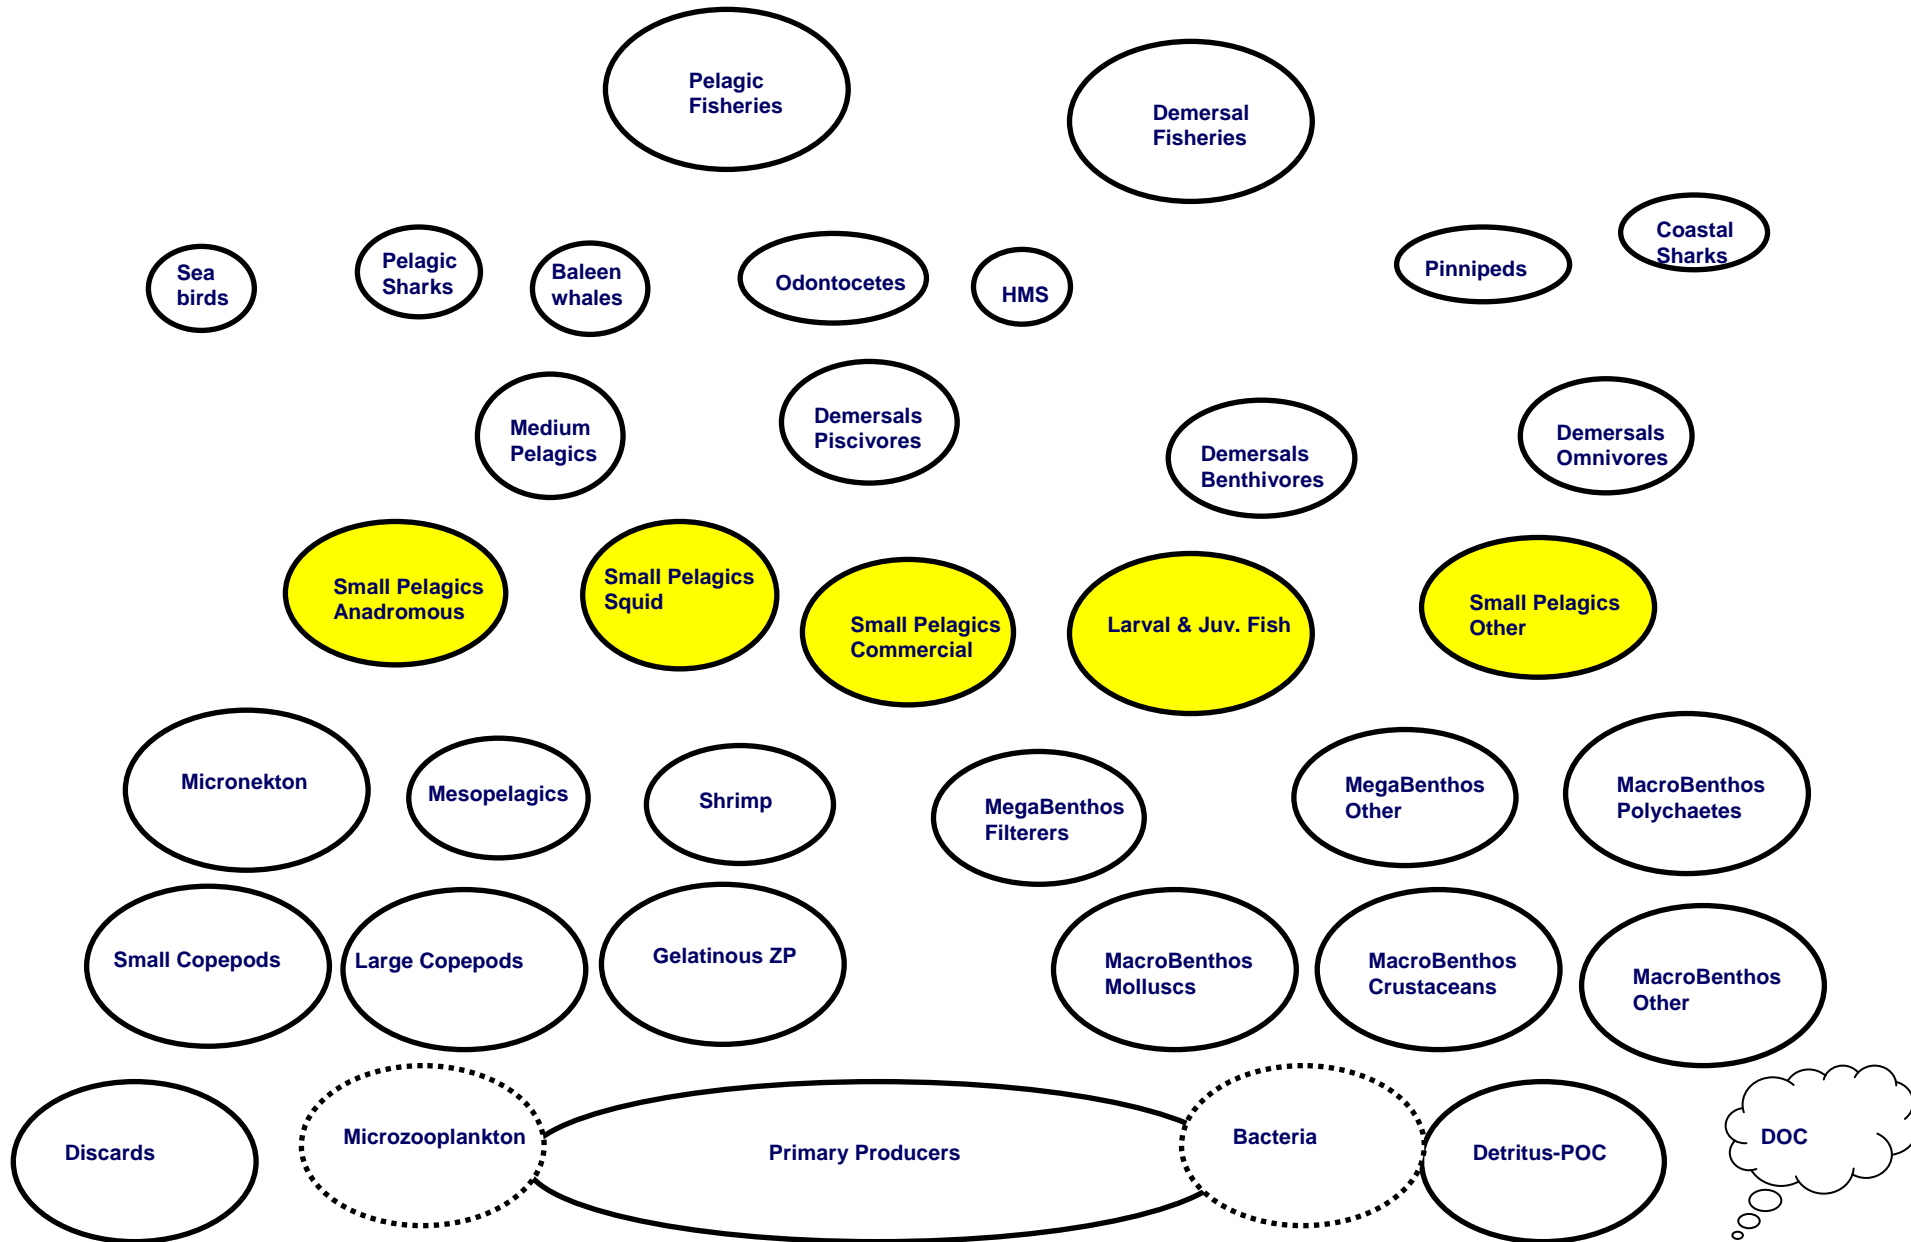 Pelagic
Fisheries
Demersal
Fisheries
Sea
birds
Pelagic
Sharks
Baleen
whales
Odontocetes
HMS
Pinnipeds
Coastal
Sharks
Medium
Pelagics
Demersals
Piscivores
Demersals
Benthivores
Demersals
Omnivores
Small Pelagics
Anadromous
Small Pelagics
Squid
Small Pelagics
Commercial
Larval & Juv. Fish
Small Pelagics
Other
Micronekton
Mesopelagics
Shrimp
MegaBenthos
Filterers
MegaBenthos
Other
MacroBenthos
Polychaetes
Small Copepods
Large Copepods
Gelatinous ZP
MacroBenthos
Molluscs
MacroBenthos
Crustaceans
MacroBenthos
Other
Discards
Microzooplankton
Primary Producers
Bacteria
Detritus-POC
DOC